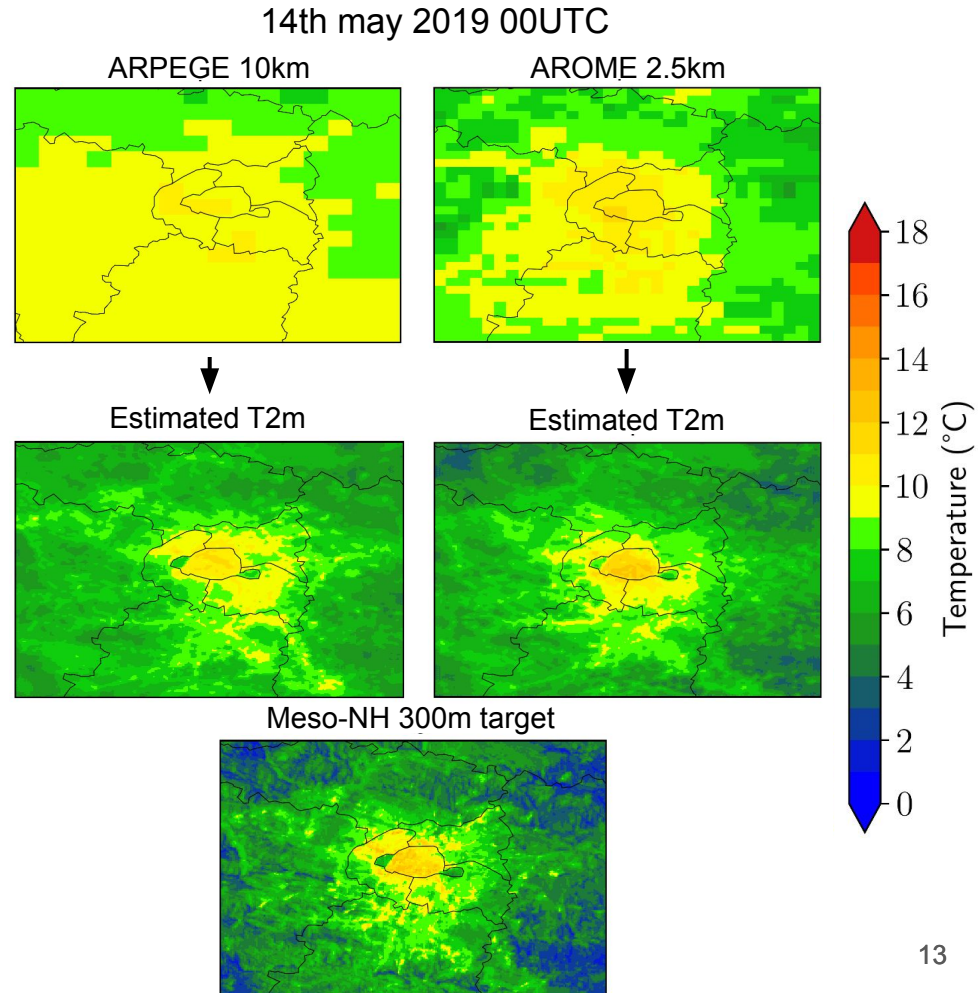 14th may 2019 00UTC
ARPEGE 10km
AROME 2.5km
Estimated T2m
Estimated T2m
Meso-NH 300m target
18
16
14
12
10
8
6
4
2
0
Temperature (°C)
13